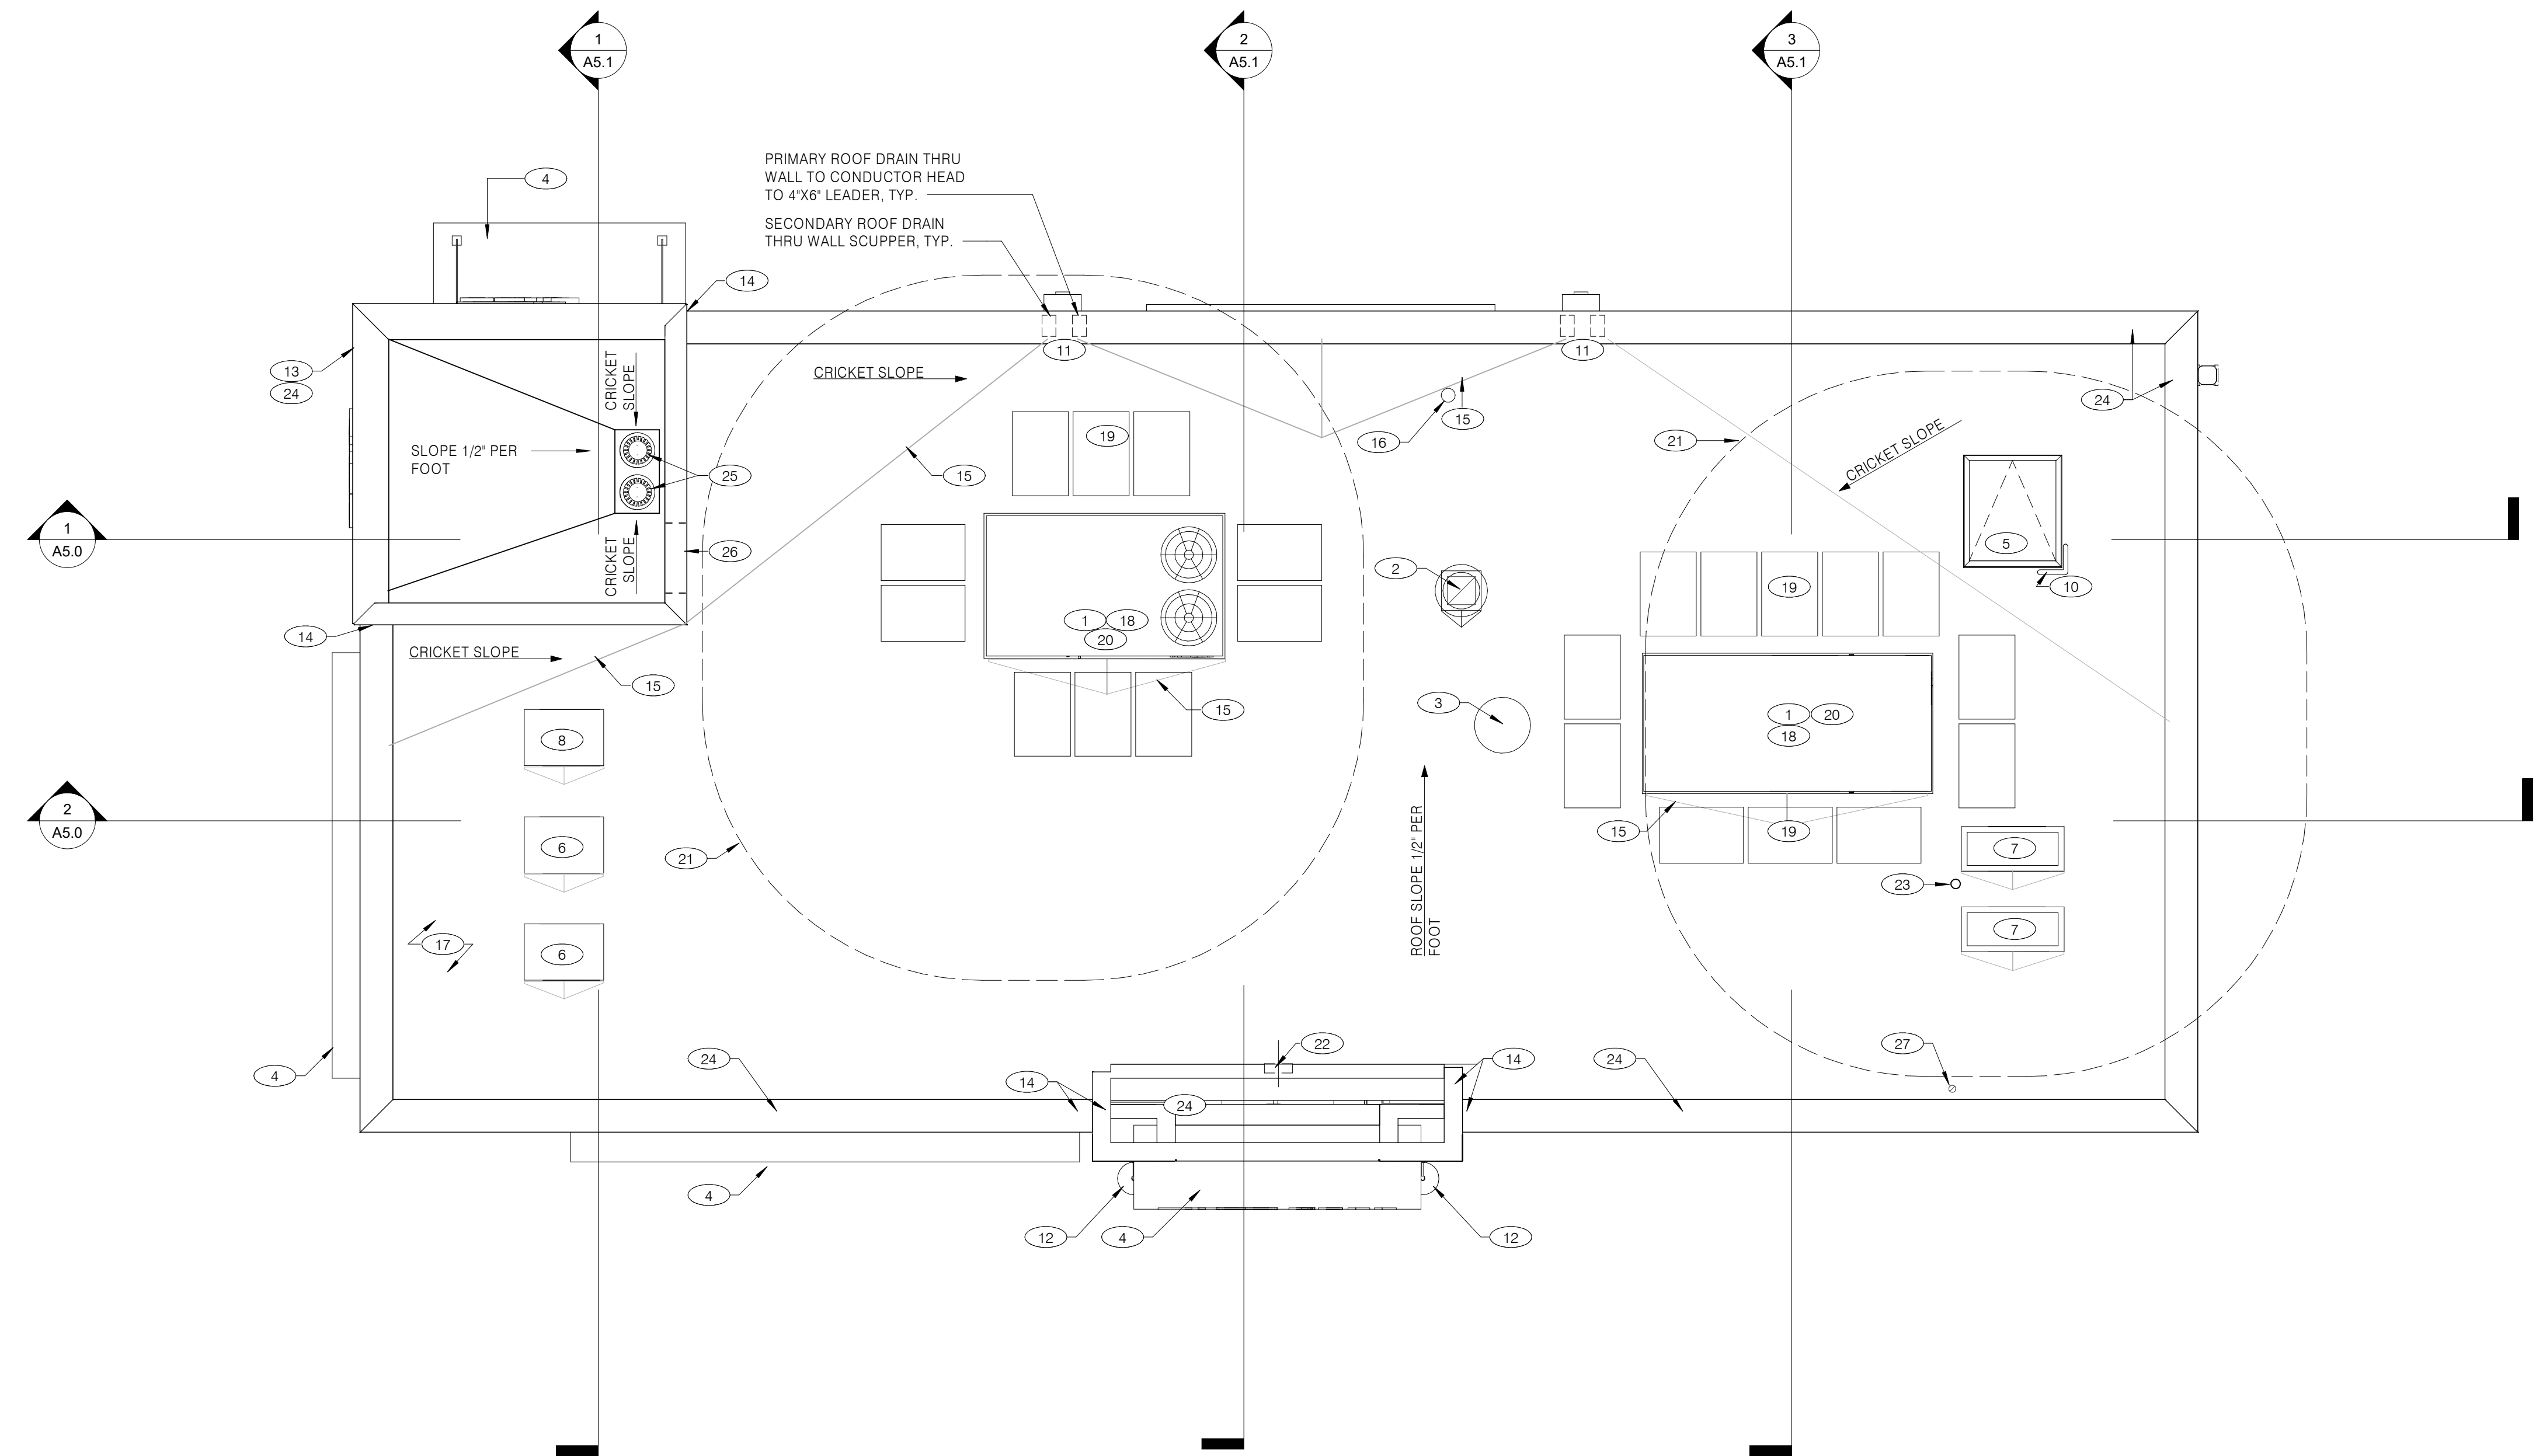 1
A5.1
2
A5.1
3
A5.1
PRIMARY ROOF DRAIN THRU
WALL TO CONDUCTOR HEAD
TO 4"X6" LEADER, TYP.
SECONDARY ROOF DRAIN
THRU WALL SCUPPER, TYP.
4
14
13
24
11
11
CRICKET SLOPE
CRICKET
SLOPE
SLOPE 1/2" PER
FOOT
25
15
19
16
15
21
24
CRICKET SLOPE
1
A5.0
CRICKET
SLOPE
26
2
19
5
10
14
1
18
20
CRICKET SLOPE
15
15
3
1
20
18
8
2
A5.0
6
21
ROOF SLOPE 1/2" PER
FOOT
15
19
7
23
7
17
6
4
24
14
22
24
14
24
27
4
12
4
12